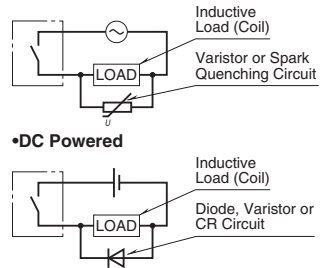 Inductive
Load (Coil)
LOAD
Varistor or Spark
Quenching Circuit
U
•DC Powered
Inductive
Load (Coil)
LOAD
Diode, Varistor or
CR Circuit